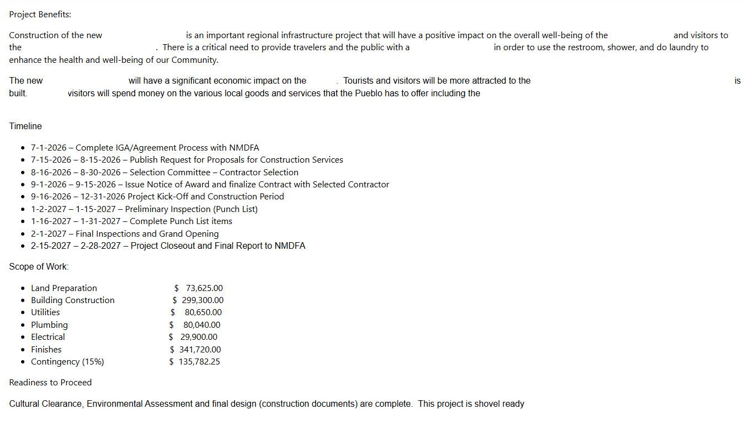 Project Benefits:
Construction of the new is an important regional infrastructure project that will have a positive impact on the overall well-being of the and visitors to
the . There is a critical need to provide travelers and the public with a in order to use the restroom, shower, and do laundry to
enhance the health and well-being of our Community.
The new will have a significant economic impact on the . Tourists and visitors will be more attracted to the is
built. visitors will spend money on the various local goods and services that the Pueblo has to offer including the
Timeline
• 7-1-2026 – Complete IGA/Agreement Process with NMDFA
• 7-15-2026 – 8-15-2026 – Publish Request for Proposals for Construction Services
• 8-16-2026 – 8-30-2026 – Selection Committee – Contractor Selection
• 9-1-2026 – 9-15-2026 – Issue Notice of Award and finalize Contract with Selected Contractor
• 9-16-2026 – 12-31-2026 Project Kick-Off and Construction Period
• 1-2-2027 – 1-15-2027 – Preliminary Inspection (Punch List)
• 1-16-2027 – 1-31-2027 – Complete Punch List items
• 2-1-2027 – Final Inspections and Grand Opening
• 2-15-2027 – 2-28-2027 – Project Closeout and Final Report to NMDFA
Scope of Work:
• Land Preparation $ 73,625.00
• Building Construction $ 299,300.00
• Utilities $ 80,650.00
• Plumbing $ 80,040.00
• Electrical $ 29,900.00
• Finishes $ 341,720.00
• Contingency (15%) $ 135,782.25
Readiness to Proceed
Cultural Clearance, Environmental Assessment and final design (construction documents) are complete. This project is shovel ready